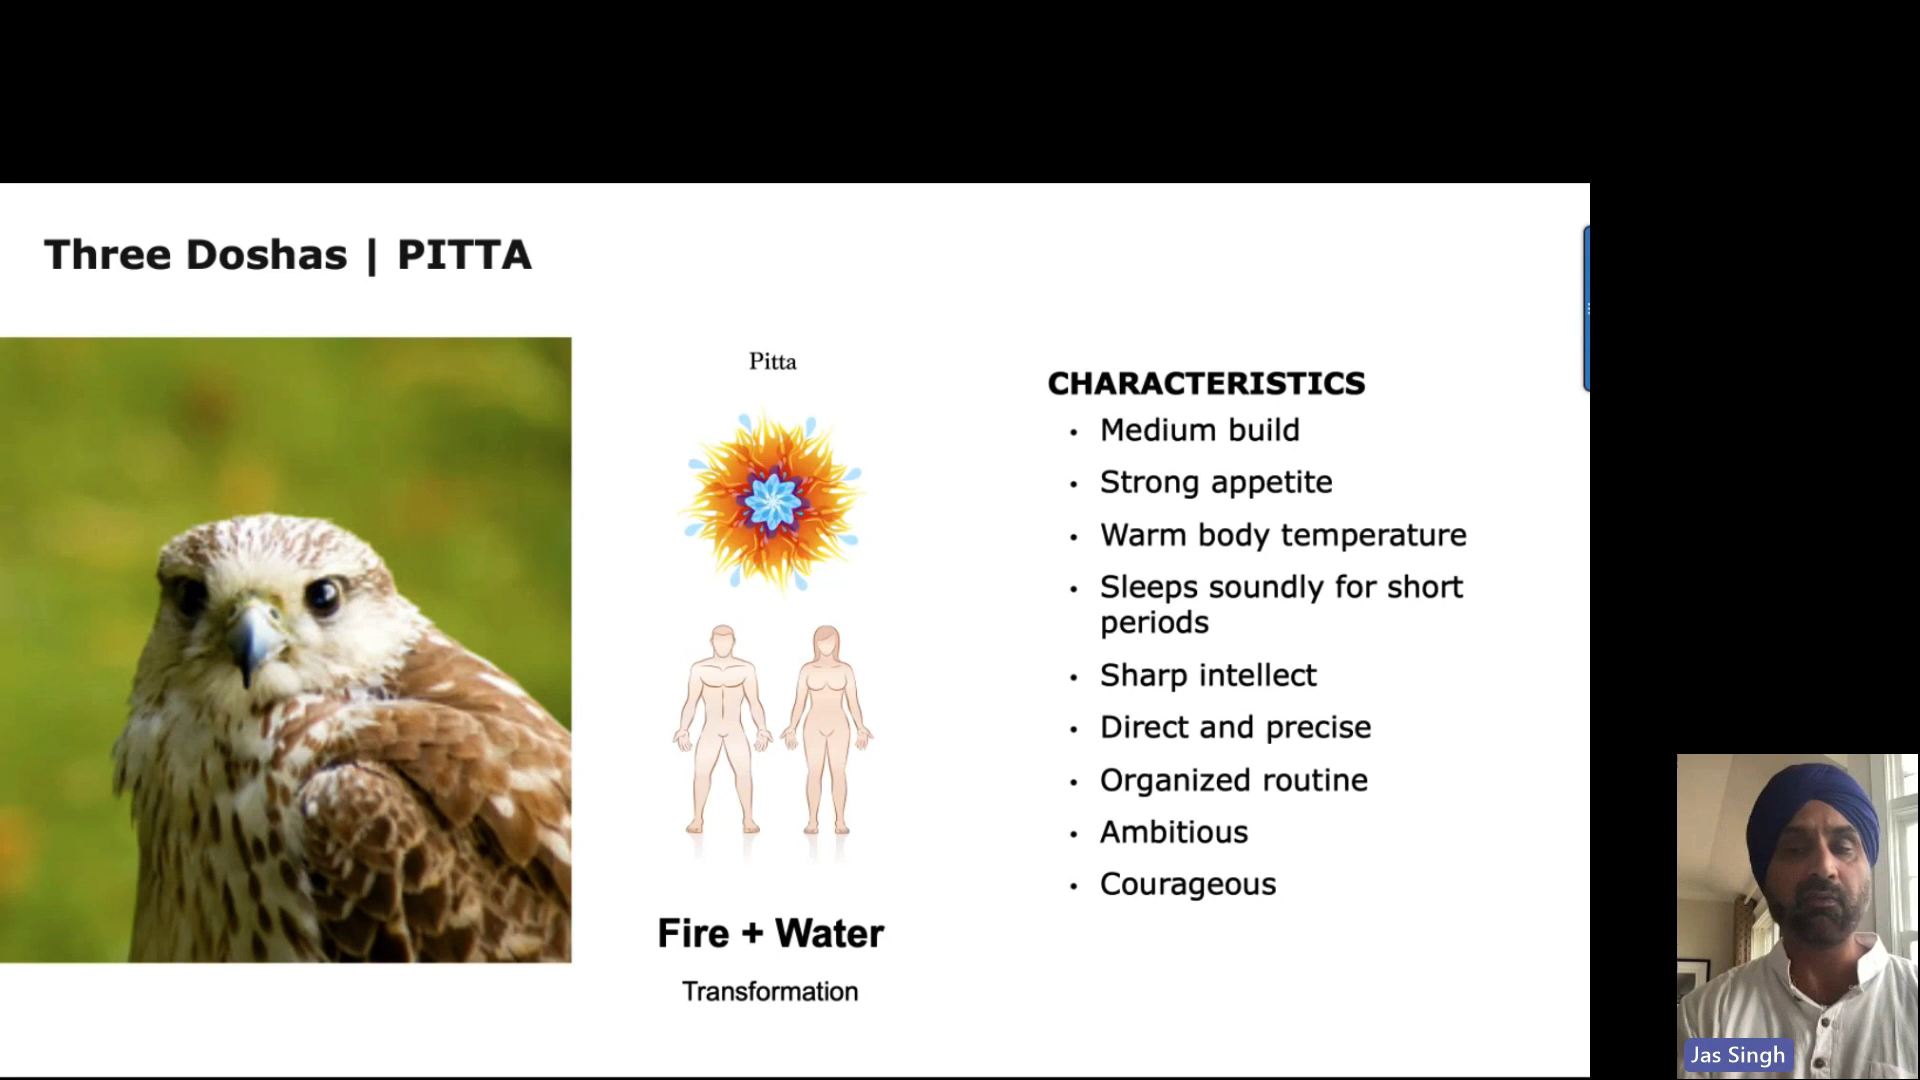 Three Doshas | PITTA
Pitta
Fire + Water
Transformation
CHARACTERISTICS
• Medium build
• Strong appetite
• Warm body temperature
• Sleeps soundly for short
periods
• Sharp intellect
• Direct and precise
• Organized routine
• Ambitious
• Courageous
Jas Singh